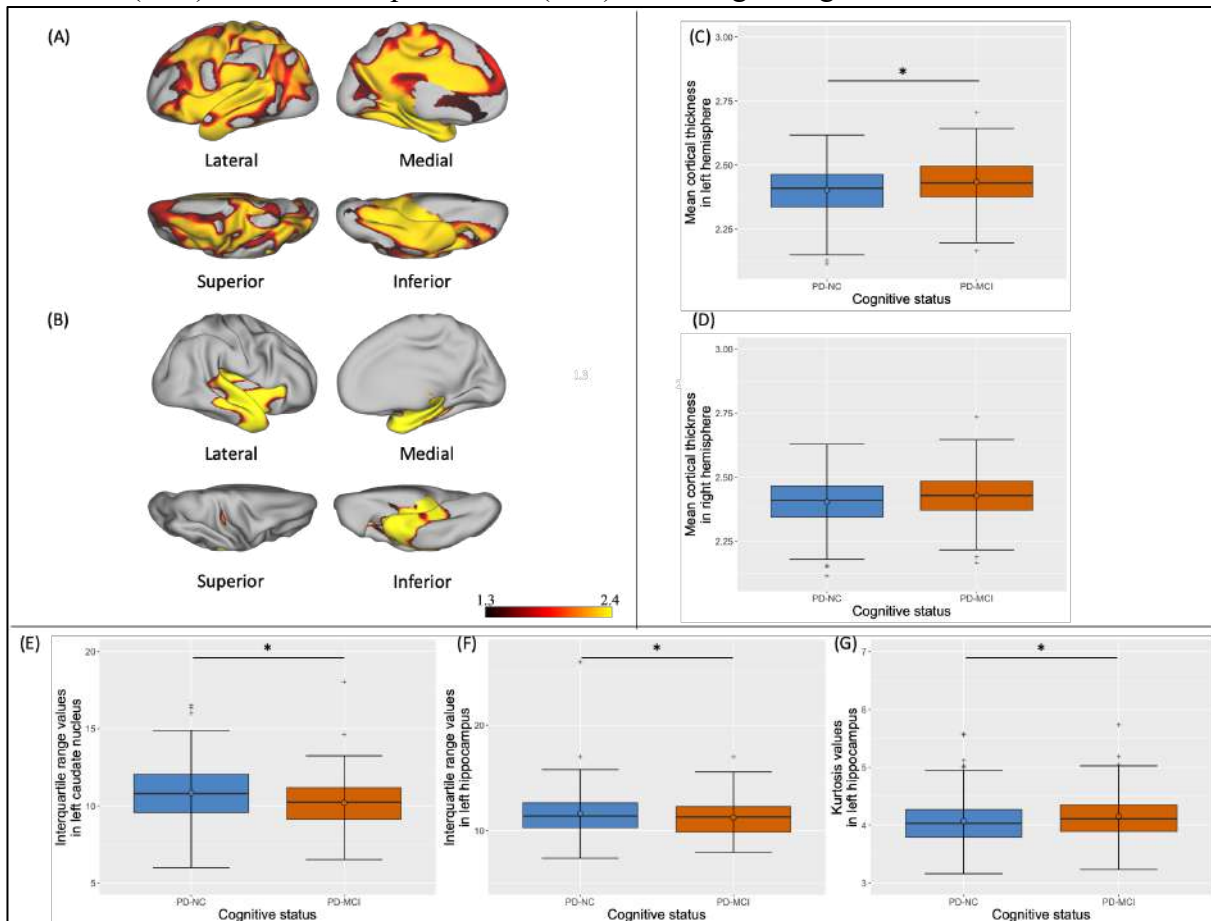 (A)
Lateral
Medial
Superior
Inferior
(B)
Lateral
Medial
Superior
Inferior
1.3
2.4
(C)
3.00
2.75
2.50
2.25
Mean cortical thickness
in left hemisphere
*
PD-NC
PD-MCI
Cognitive status
(D)
3.00
2.75
2.50
2.25
Mean cortical thickness
in right hemisphere
PD-NC
PD-MCI
Cognitive status
(E)
20
15
10
5
Interquartile range values
in left caudate nucleus
*
PD-NC
PD-MCI
Cognitive status
(F)
20
10
Interquartile range values
in left hippocampus
*
PD-NC
PD-MCI
Cognitive status
(G)
7
6
5
4
3
Kurtosis values
in left hippocampus
*
PD-NC
PD-MCI
Cognitive status